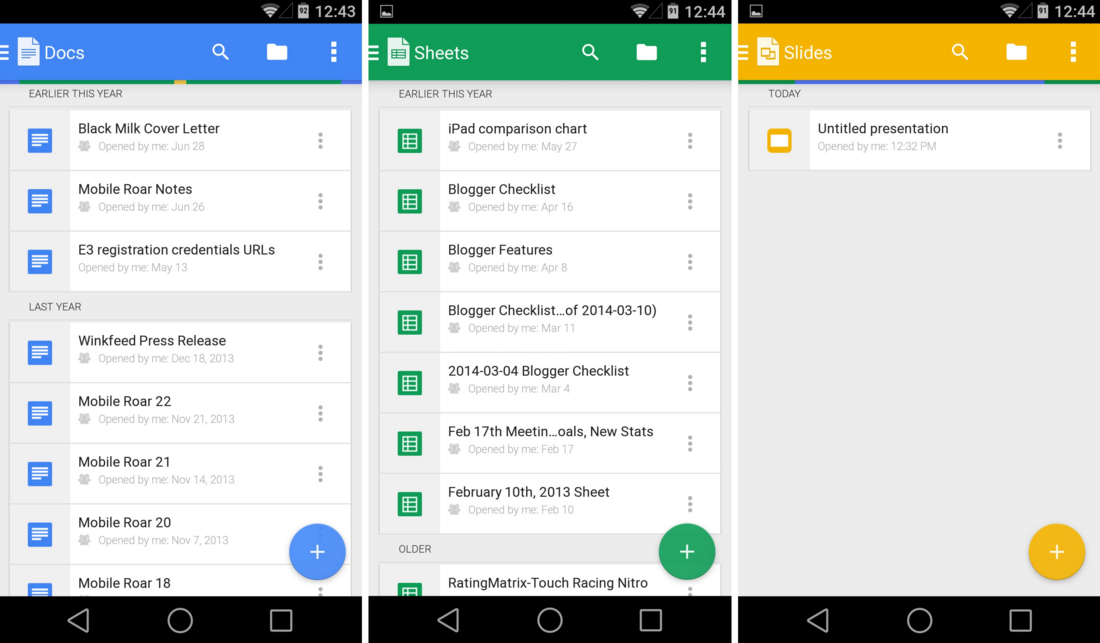 92 12:43
Docs
EARLIER THIS YEAR
Black Milk Cover Letter
Opened by me: Jun 28
Mobile Roar Notes
Opened by me: Jun 26
E3 registration credentials URLs
Opened by me: May 13
LAST YEAR
Winkfeed Press Release
Opened by me: Dec 18, 2013
Mobile Roar 22
Opened by me: Nov 21, 2013
Mobile Roar 21
Opened by me: Nov 14, 2013
Mobile Roar 20
Opened by me: Nov 7, 2013
Mobile Roar 18
91 12:44
Sheets
EARLIER THIS YEAR
iPad comparison chart
Opened by me: May 27
Blogger Checklist
Opened by me: Apr 16
Blogger Features
Opened by me: Apr 8
Blogger Checklist...of 2014-03-10)
Opened by me: Mar 11
2014-03-04 Blogger Checklist
Opened by me: Mar 4
Feb 17th Meetin...oals, New Stats
Opened by me: Feb 17
February 10th, 2013 Sheet
Opened by me: Feb 10
OLDER
RatingMatrix-Touch Racing Nitro
91 12:44
Slides
TODAY
Untitled presentation
Opened by me: 12:32 PM